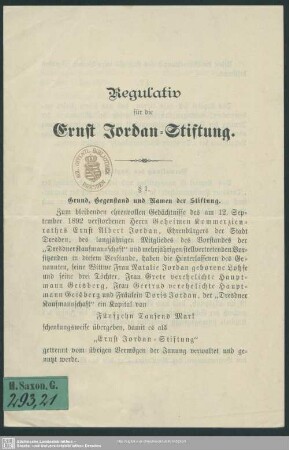 Regulativ
für die
Ernst Jordan-Stiftung.
§ 1.
Grund, Gegenstand und Namen der Stiftung.
Zum bleibenden ehrenvollen Gedächtnisse des am 12. Sep-
tember 1892 verstorbenen Herrn Geheimen Kommerzien-
rathes Ernst Albert Jordan, Ehrenbürgers der Stadt
Dresden, des langjährigen Mitgliedes des Vorstandes der
„Dresdner Kaufmannschaft" und mehrjährigen stellvertretenden Vor-
sitzenden in diesem Vorstande, haben die Hinterlassenen des Ge-
nannten, seine Wittwe Frau Natalie Jordan geborene Lohse
und seine drei Töchter, Frau Grete verehelichte Haupt-
mann Grisberg, Frau Gertrud verehelichte Haupt-
mann Gesberg und Fräulein Doris Jordan, der „Dresdner
Kaufmannschaft" ein Kapital von
Fünfzehn Tausend Mark
schenkungsweise übergeben, damit es als
„Ernst Jordan-Stiftung"
getrennt vom übrigen Vermögen der Innung verwaltet und ge-
nutzt werde.
H. Saxon. G.
293,21